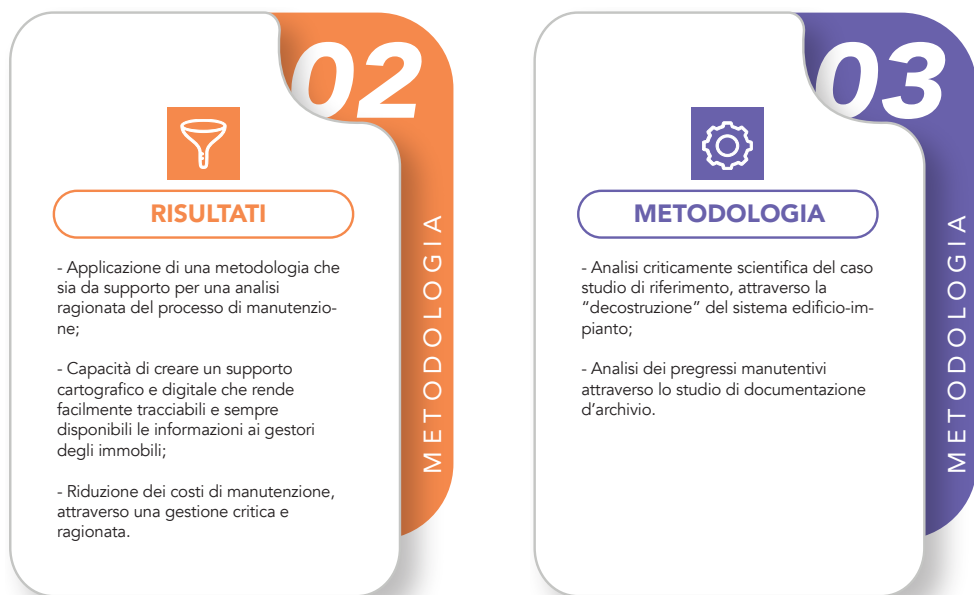 02
RISULTATI
- Applicazione di una metodologia che
sia da supporto per una analisi
ragionata del processo di manutenzio-
ne;
- Capacità di creare un supporto
cartografico e digitale che rende
facilmente tracciabili e sempre
disponibili le informazioni ai gestori
degli immobili;
- Riduzione dei costi di manutenzione,
attraverso una gestione critica e
ragionata.
METODOLOGIA
03
METODOLOGIA
- Analisi criticamente scientifica del caso
studio di riferimento, attraverso la
“decostruzione” del sistema edificio-im-
pianto;
- Analisi dei pregressi manutentivi
attraverso lo studio di documentazione
d’archivio.
METODOLOGIA